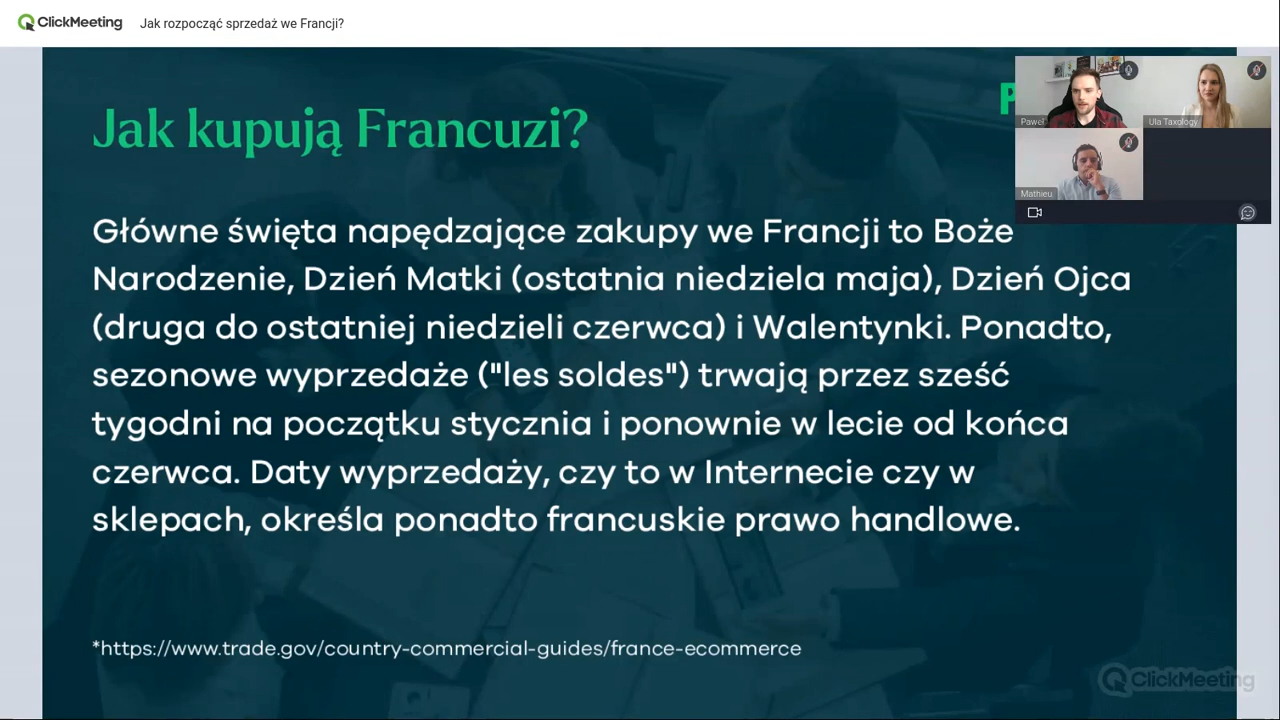 ClickMeeting Jak rozpocząć sprzedaż we Francji?
Jak kupują Francuzi?
P
Paweł
Ula Taxology
Mathieu
Główne święta napędzające zakupy we Francji to Boże
Narodzenie, Dzień Matki (ostatnia niedziela maja), Dzień Ojca
(druga do ostatniej niedzieli czerwca) i Walentynki. Ponadto,
sezonowe wyprzedaże ("les soldes") trwają przez sześć
tygodni na początku stycznia i ponownie w lecie od końca
czerwca. Daty wyprzedaży, czy to w Internecie czy w
sklepach, określa ponadto francuskie prawo handlowe.
*https://www.trade.gov/country-commercial-guides/france-ecommerce
ClickMeeting